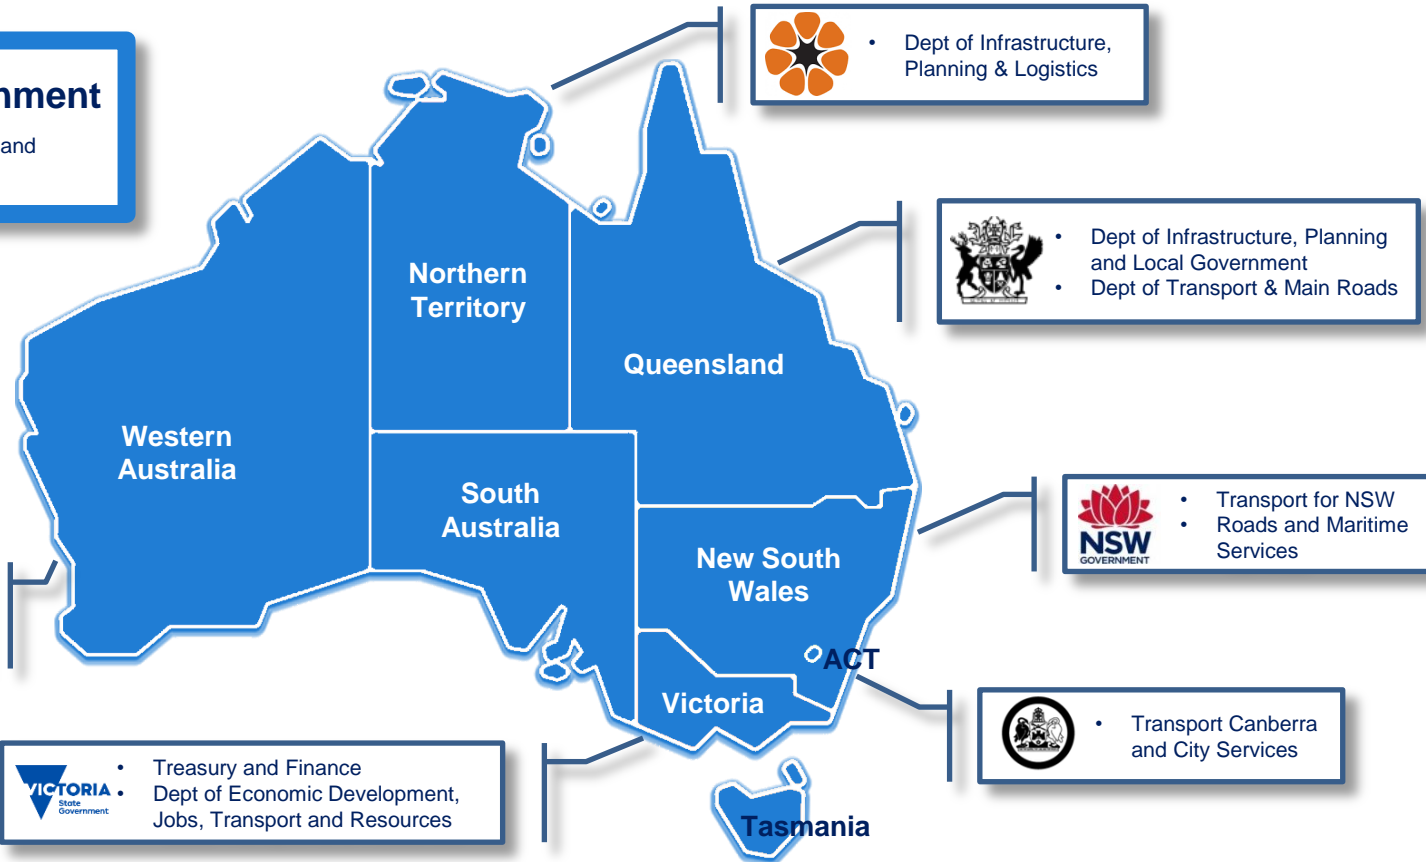 Dept of Infrastructure,
Planning & Logistics
nment
and
Dept of Infrastructure, Planning
and Local Government
Dept of Transport & Main Roads
Northern
Territory
Queensland
Western
Australia
South
Australia
New South
Wales
NSW
GOVERNMENT
Transport for NSW
Roads and Maritime
Services
ACT
Victoria
Transport Canberra
and City Services
VICTORIA
State
Government
Treasury and Finance
Dept of Economic Development,
Jobs, Transport and Resources
Tasmania